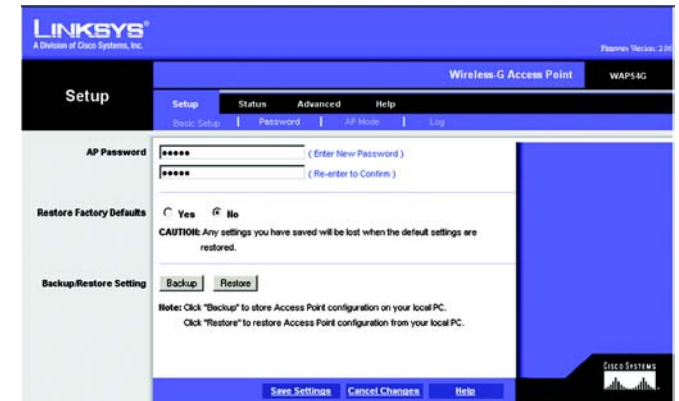 LINKSYS®
A Division of Cisco Systems, Inc.
Firmware Version: 2.06
Wireless-G Access Point WAP54G
Setup
Setup Status Advanced Help
Basic Setup | Password | AP Mode | Log
AP Password ••••• ( Enter New Password )
••••• ( Re-enter to Confirm )
Restore Factory Defaults Yes No
CAUTION: Any settings you have saved will be lost when the default settings are
restored.
Backup/Restore Setting Backup Restore
Note: Click "Backup" to store Access Point configuration on your local PC.
Click "Restore" to restore Access Point configuration from your local PC.
Save Settings Cancel Changes Help
CISCO SYSTEMS